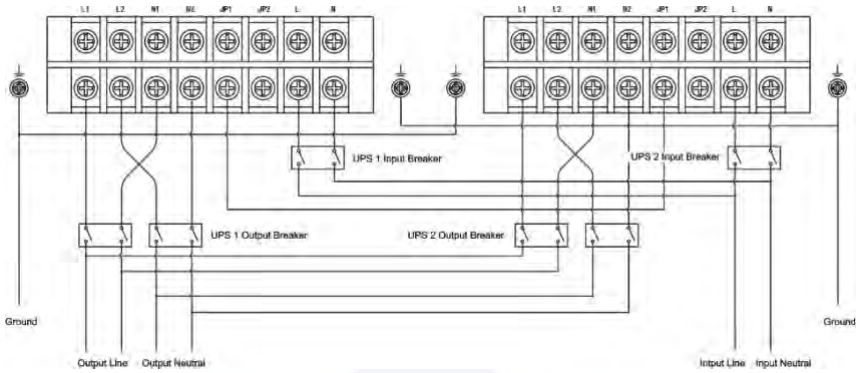 L1 L2 N1 N2 JP1 JP2 L N
L1 L2 N1 N2 JP1 JP2 L N
UPS 1 Input Breaker
UPS 2 Input Breaker
UPS 1 Output Breaker
UPS 2 Output Breaker
Ground
Ground
Output Line
Output Neutral
Intput Line
Input Neutral